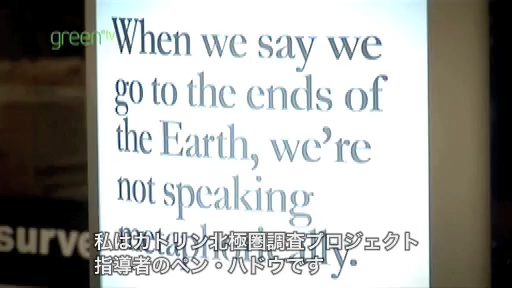 green tv
When we say we
go to the ends of
the Earth, we're
not speaking
metaphorically.
surve
私はカトリン北極圏調査プロジェクト
指導者のペン・ハドウです